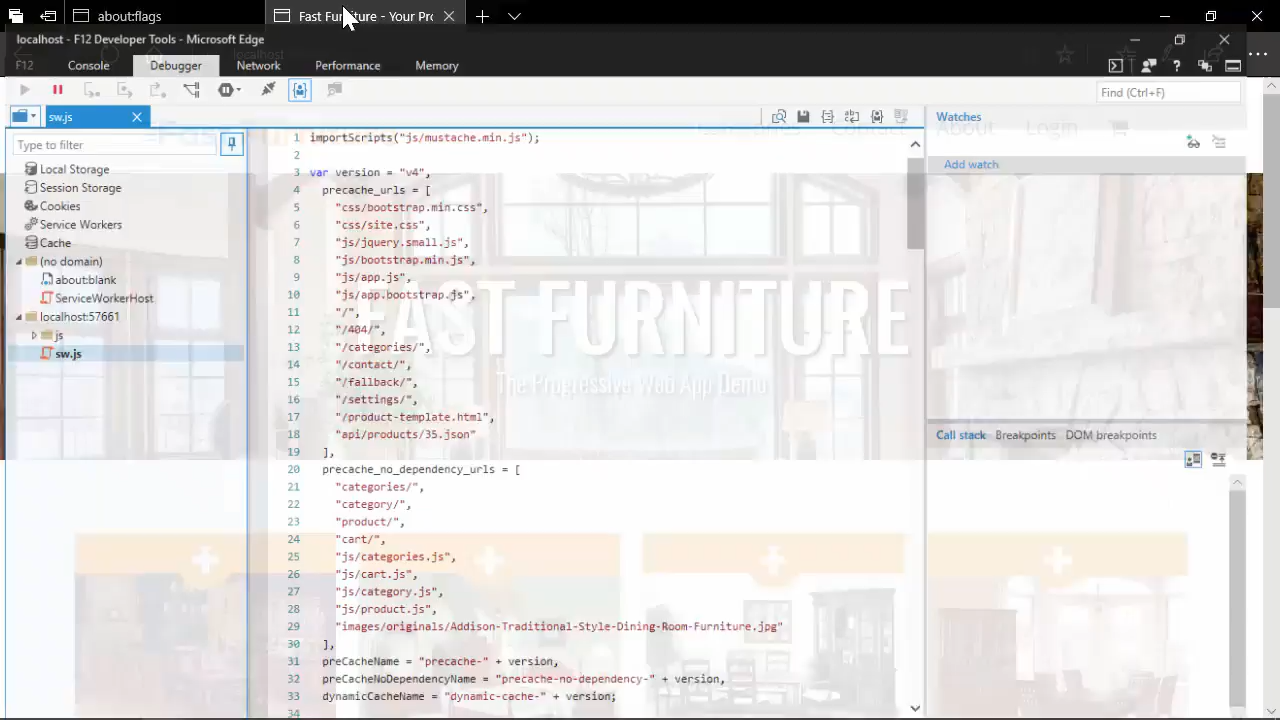 about:flags
Fast Furniture - Your Pro
localhost - F12 Developer Tools - Microsoft Edge
localhost
F12 Console Debugger Network Performance Memory
Find (Ctrl+F)
sw.js
Watches
About Login
Contact
Type to filter
Add watch
Local Storage
Session Storage
Cookies
Service Workers
Cache
(no domain)
about:blank
ServiceWorkerHost
localhost:57661
js
sw.js
1 importScripts("js/mustache.min.js");
2
3 var version = "v4",
4 precache_urls = [
5 "css/bootstrap.min.css",
6 "css/site.css",
7 "js/jquery.small.js",
8 "js/bootstrap.min.js",
9 "js/app.js",
10 "js/app.bootstrap.js",
11 "/",
12 "/404/",
13 "/categories/",
14 "/contact/",
15 "/fallback/",
16 "/settings/",
17 "/product-template.html",
18 "api/products/35.json"
19 ],
20 precache_no_dependency_urls = [
21 "categories/",
22 "category/",
23 "product/",
24 "cart/",
25 "js/categories.js",
26 "js/cart.js",
27 "js/category.js",
28 "js/product.js",
29 "images/originals/Addison-Traditional-Style-Dining-Room-Furniture.jpg"
30 ],
31 preCacheName = "precache-" + version,
32 preCacheNoDependencyName = "precache-no-dependency-" + version,
33 dynamicCacheName = "dynamic-cache-" + version;
34
FAST FURNITURE
The Progressive Web App Demo
Call stack Breakpoints DOM breakpoints